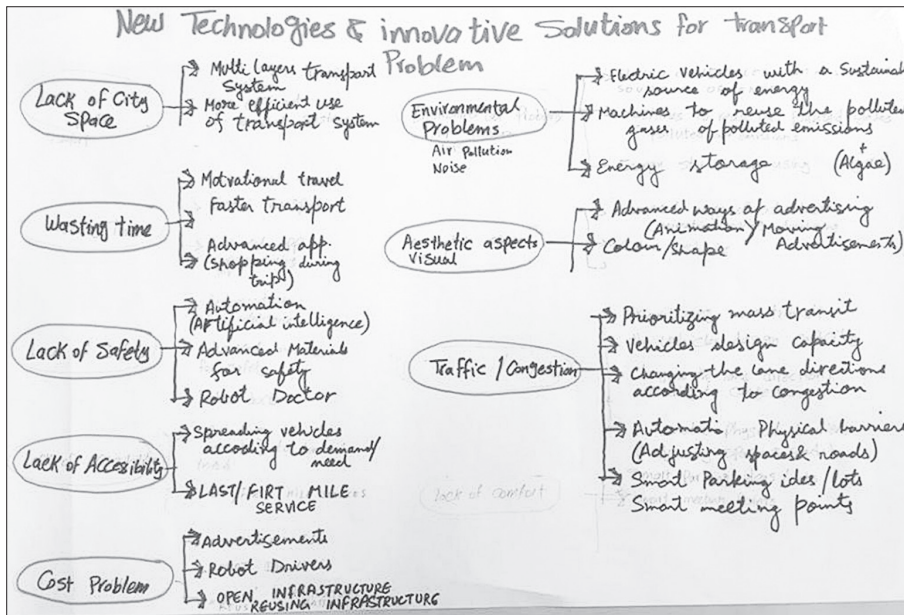 New Technologies & innovative Solutions for Transport
Problem
Lack of City
Space
Multi layers transport
System
More efficient use
of transport system
Wasting time
Motvational travel
Faster transport
Advanced app.
(shopping during
trip)
Lack of Safety
Automation
(Artificial intelligence)
Advanced Materials
for safety
Robot Doctor
Lack of Accessibility
Spreading vehicles
according to demand/
need
LAST/FIRT MILE
SERVICE
Cost Problem
Advertisements
Robot Drivers
OPEN INFRASTRUCTURE
REUSING INFRASTRUCTURE
Environmental
Problems
Air Pollution
Noise
Electric vehicles with a Sustainab
source of energy
Machines to reuse the polluted
gases of polluted emissions
+
Energy storage (Algae)
Aesthetic aspects
visual
Advanced ways of advertising
(Animation/Moving
Colour/shape Advertisements)
Traffic / Congestion
Prioritizing mass transit
Vehicles design capacity
Changing the lane directions
according to congestion
Automatic Physical barriers
(Adjusting spaces & roads)
Smart Parking ides/lots
Smart meeting points
lack of comfort